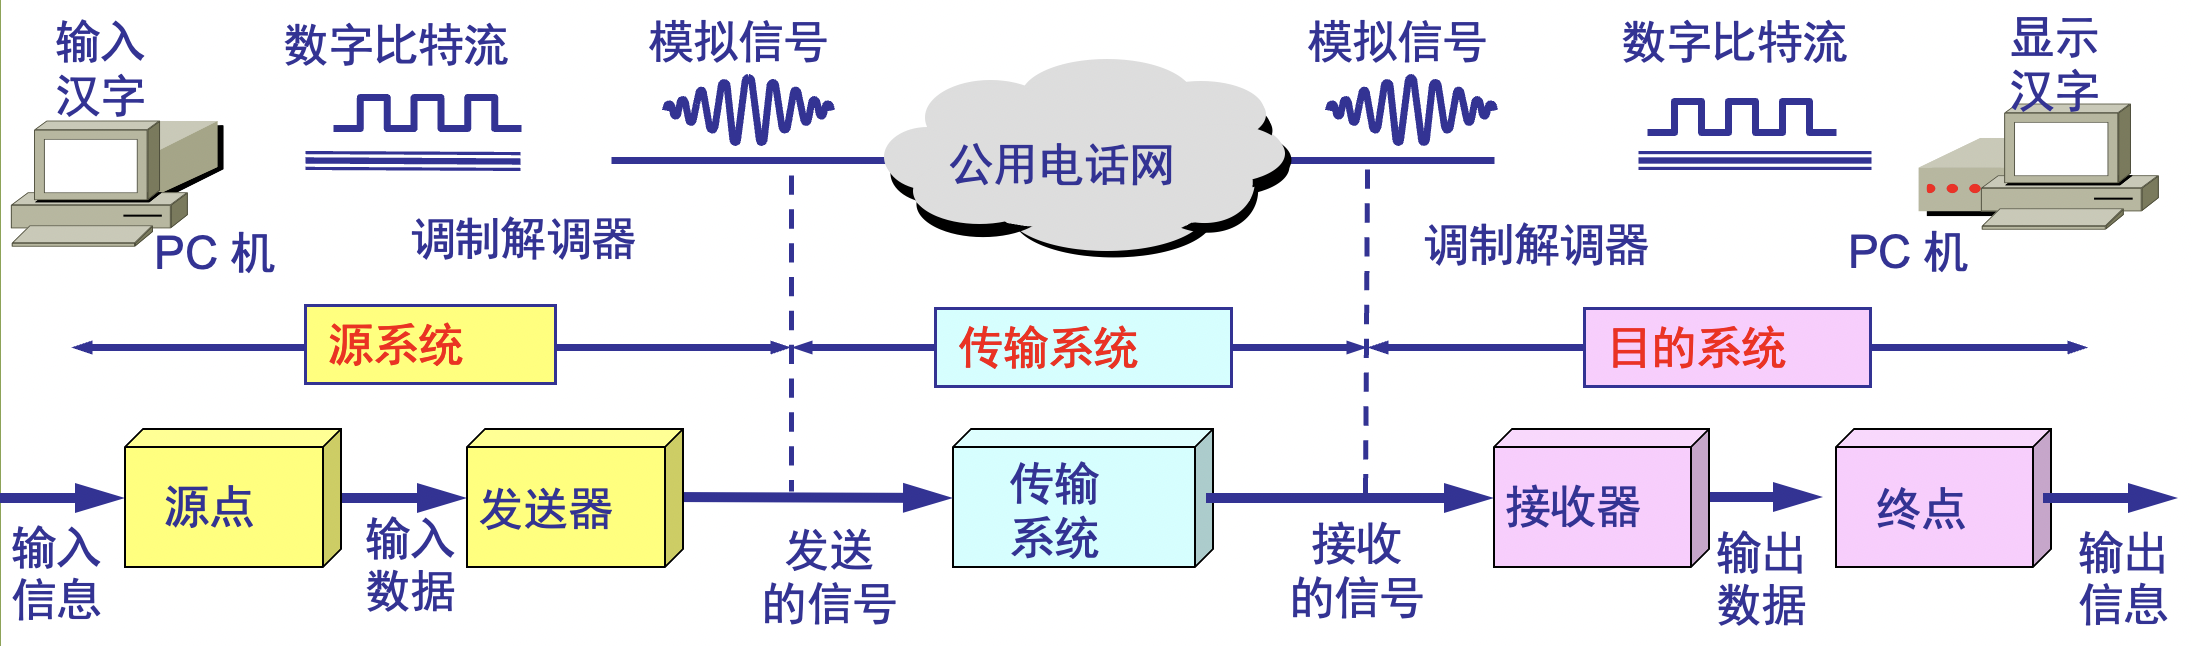 输入
汉字
数字比特流
模拟信号
模拟信号
数字比特流
显示
汉字
公用电话网
PC 机
调制解调器
调制解调器
PC 机
源系统
传输系统
目的系统
源点
发送器
传输
系统
接收器
终点
输入
信息
输入
数据
发送
的信号
接收
的信号
输出
数据
输出
信息